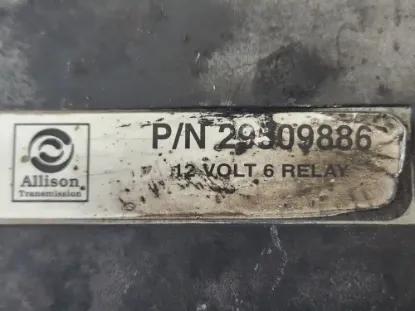 P/N 29509886
12 VOLT 6 RELAY
Allison
Transmission